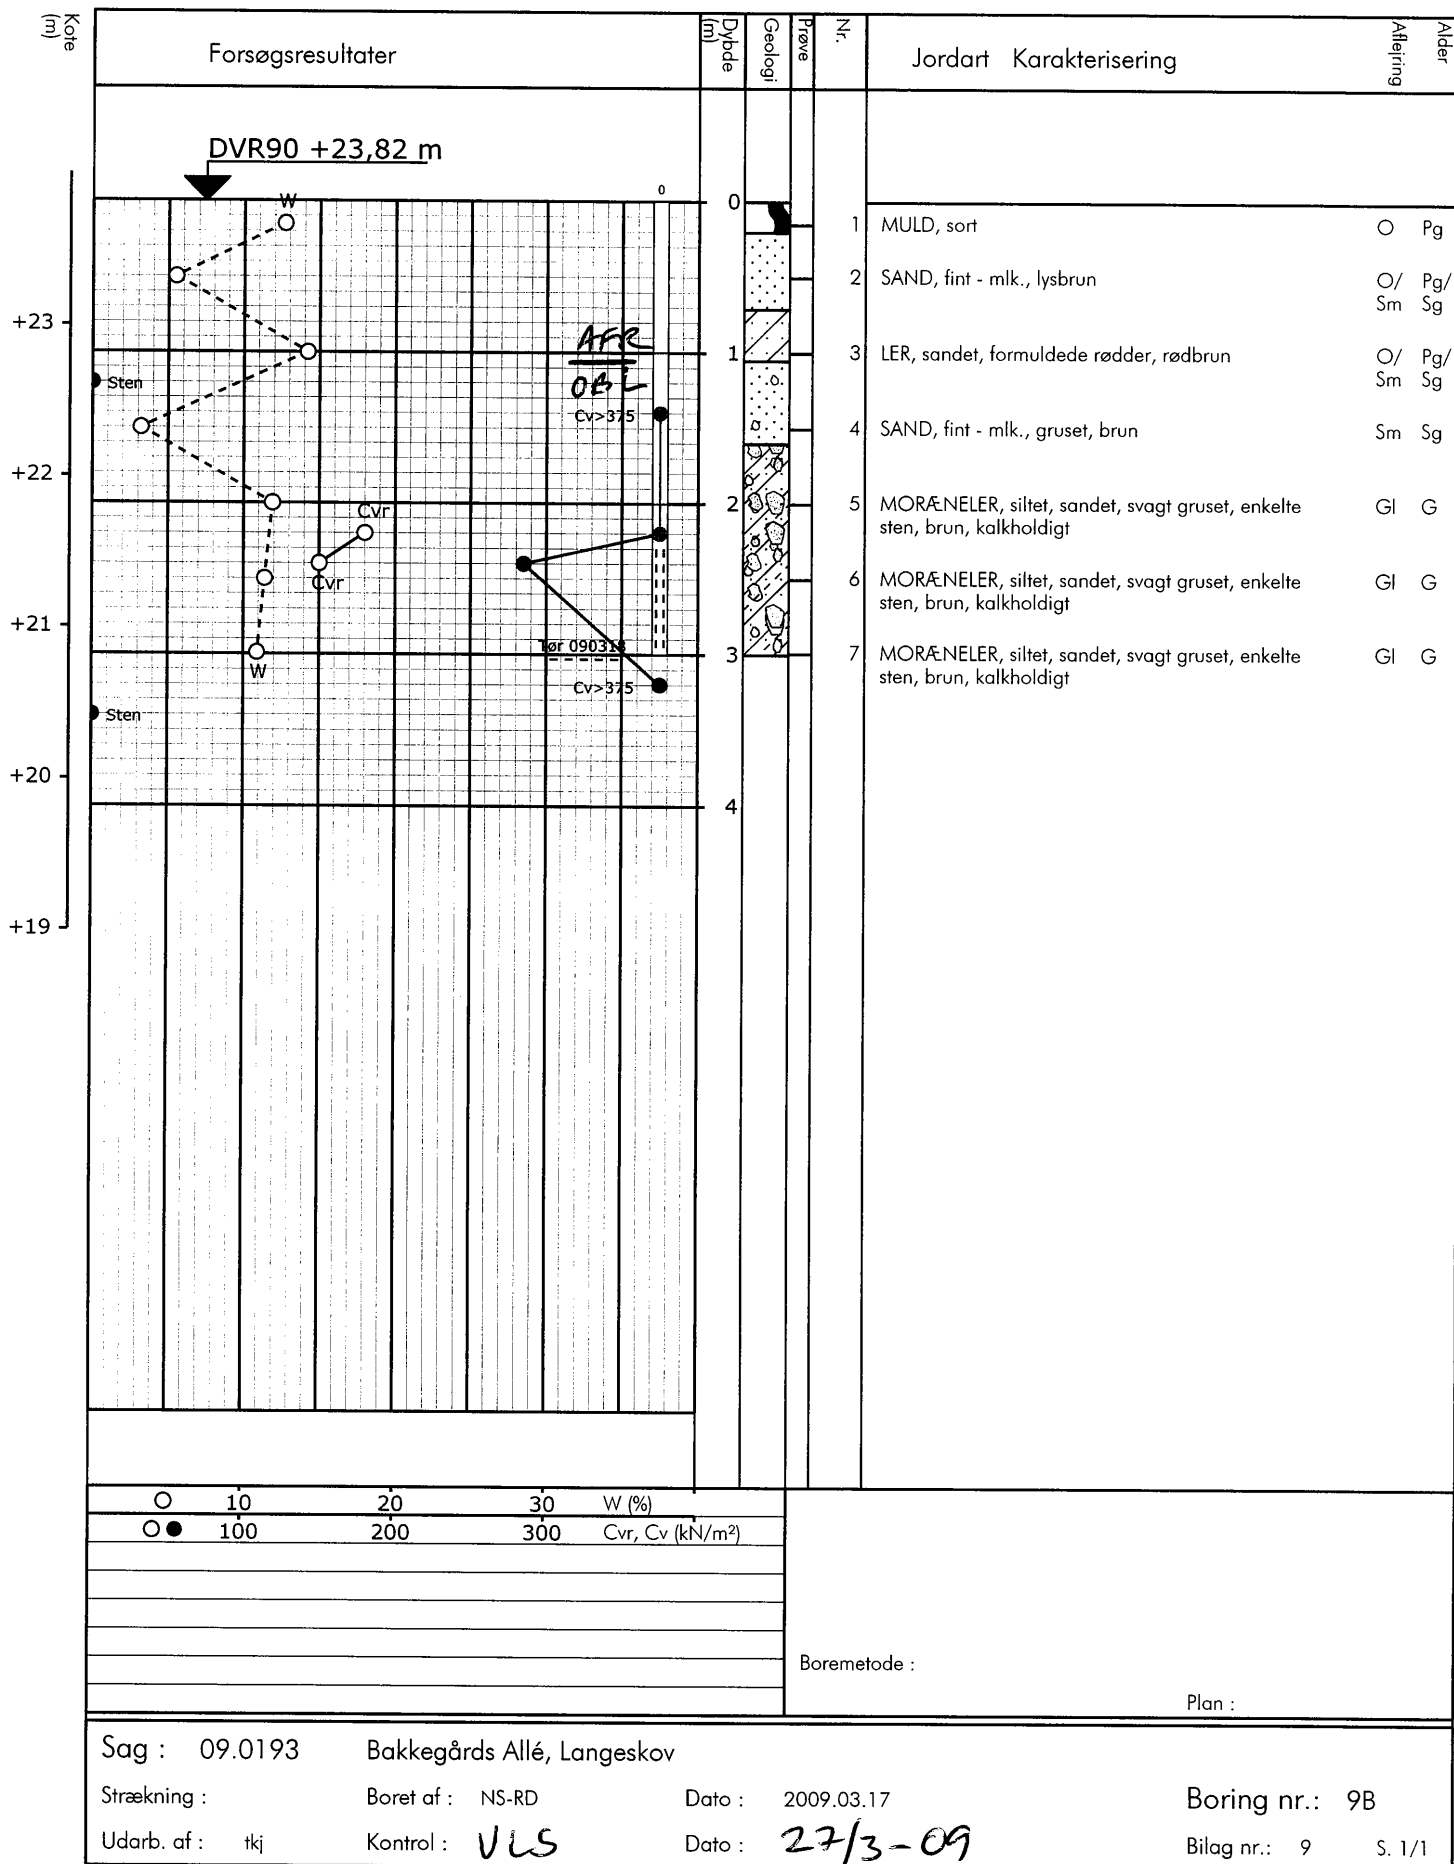 Kote (m)
Forsøgsresultater
Dybde (m)
Geologi
Prøve
Nr.
Jordart Karakterisering
Aflejring
Alder
DVR90 +23,82 m
W
0
0
1 MULD, sort O Pg
2 SAND, fint - mlk., lysbrun O/ Pg/
Sm Sg
+23
AFR
OBL
1
3 LER, sandet, formuldede rødder, rødbrun O/ Pg/
Sm Sg
Sten
Cv>375
4 SAND, fint - mlk., gruset, brun Sm Sg
+22
2
Cvr
5 MORÆNELER, siltet, sandet, svagt gruset, enkelte Gl G
sten, brun, kalkholdigt
Cvr
6 MORÆNELER, siltet, sandet, svagt gruset, enkelte Gl G
sten, brun, kalkholdigt
+21
Tør 090318
3
W
7 MORÆNELER, siltet, sandet, svagt gruset, enkelte Gl G
sten, brun, kalkholdigt
Cv>375
Sten
+20
4
+19
10 20 30 W (%)
100 200 300 Cvr, Cv (kN/m²)
Boremetode :
Plan :
Sag : 09.0193 Bakkegårds Allé, Langeskov
Strækning : Boret af : NS-RD Dato : 2009.03.17 Boring nr.: 9B
Udarb. af : tkj Kontrol : VLS Dato : 27/3-09 Bilag nr.: 9 S. 1/1